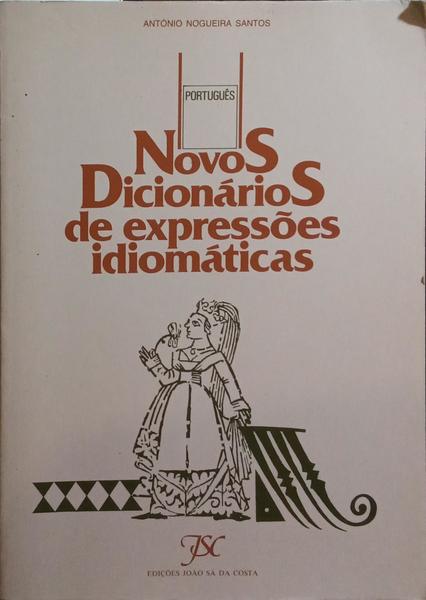 ANTÓNIO NOGUEIRA SANTOS
PORTUGUÊS
NovoS
DicionárioS
de expressões
idiomáticas
JSC
EDIÇÕES JOÃO SÁ DA COSTA